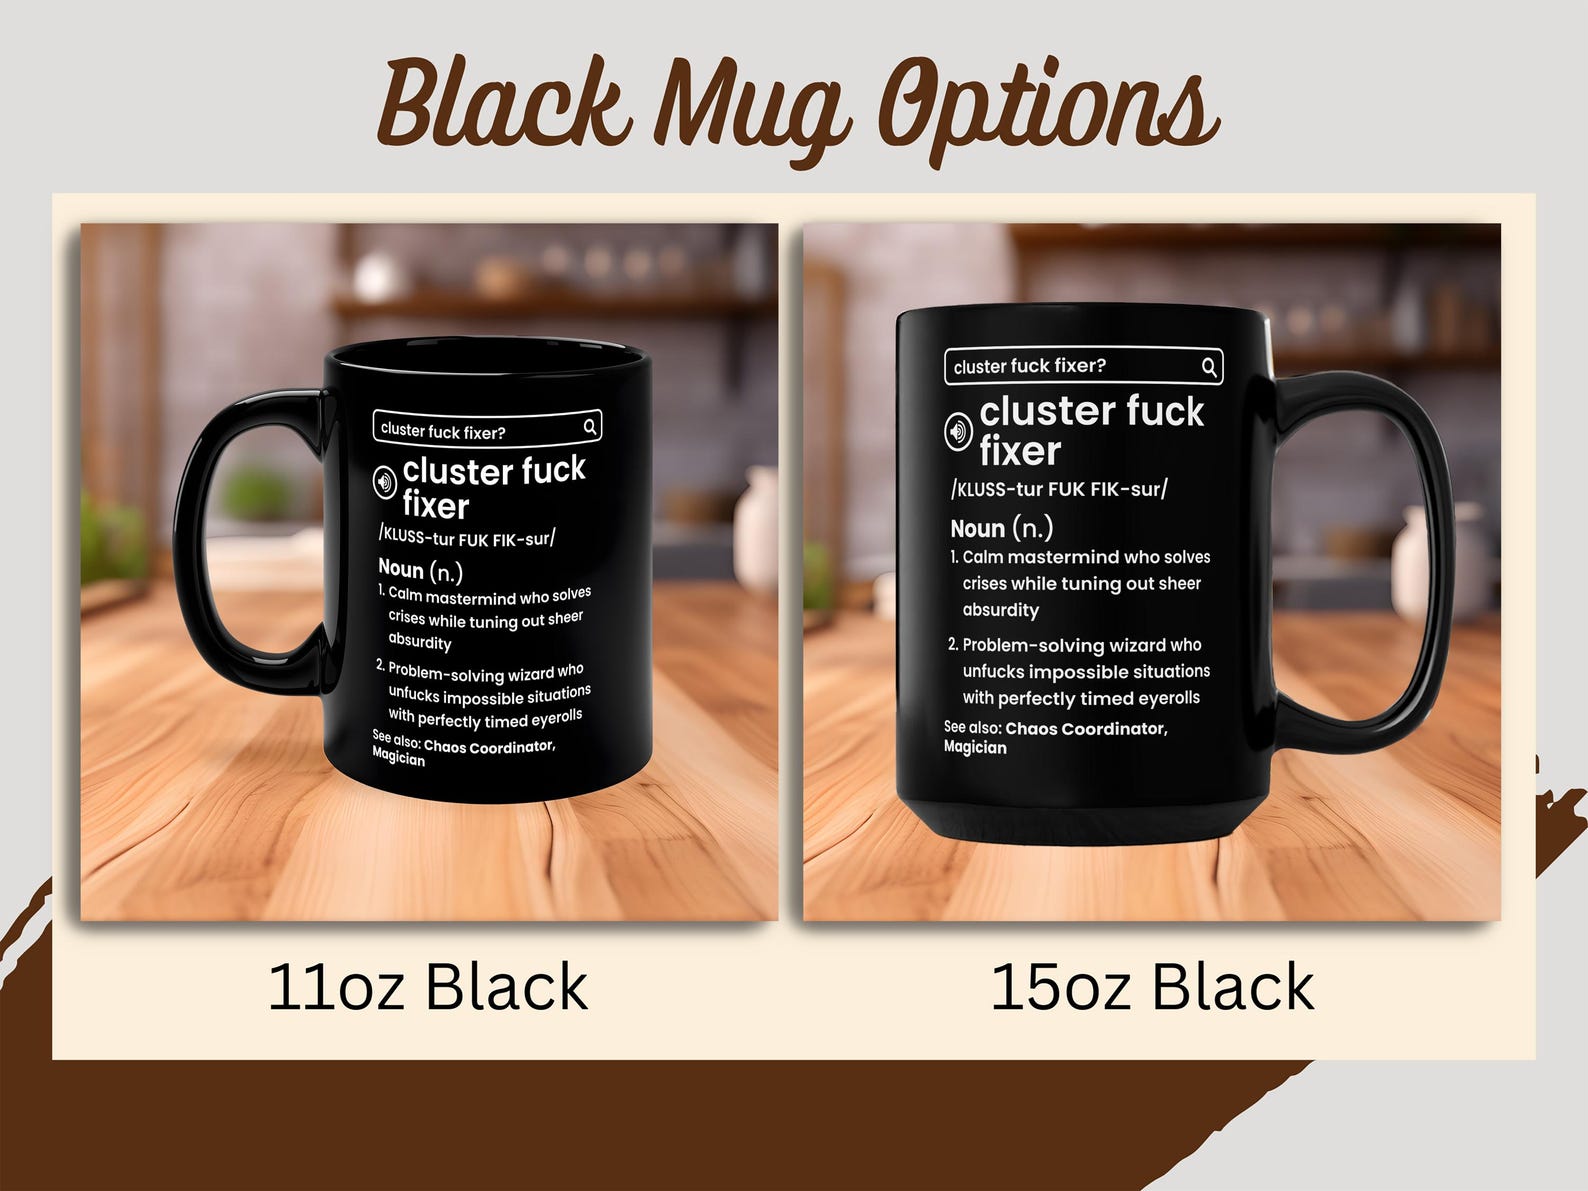 Black Mug Options
cluster fuck fixer?
cluster fuck
fixer
/KLUSS-tur FUK FIK-sur/
Noun (n.)
1. Calm mastermind who solves
crises while tuning out sheer
absurdity
2. Problem-solving wizard who
unfucks impossible situations
with perfectly timed eyerolls
See also: Chaos Coordinator,
Magician
11oz Black
cluster fuck fixer?
cluster fuck
fixer
/KLUSS-tur FUK FIK-sur/
Noun (n.)
1. Calm mastermind who solves
crises while tuning out sheer
absurdity
2. Problem-solving wizard who
unfucks impossible situations
with perfectly timed eyerolls
See also: Chaos Coordinator,
Magician
15oz Black